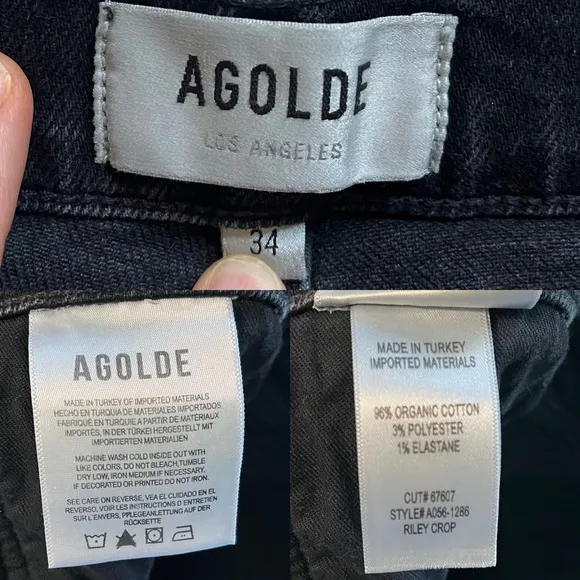 AGOLDE
LOS ANGELES
34
AGOLDE
MADE IN TURKEY OF IMPORTED MATERIALS
HECHO EN TURQUIA DE MATERIALES IMPORTADOS
FABRIQUÉ EN TURQUIE A PARTIR DE MATÉRIAUX
IMPORTÉS, IN DER TÜRKEI HERGESTELLT MIT
IMPORTIERTEN MATERIALIEN
MACHINE WASH COLD INSIDE OUT WITH
LIKE COLORS, DO NOT BLEACH,TUMBLE
DRY LOW, IRON MEDIUM IF NECESSARY,
IF DECORATED OR PRINTED DO NOT IRON.
SEE CARE ON REVERSE, VEA EL CUIDADO EN EL
REVERSO, VOIR LES INSTRUCTIONS D'ENTRETIEN
SUR L'ENVERS, PFLEGEANLEITUNG AUF DER
RÜCKSETTE
MADE IN TURKEY
IMPORTED MATERIALS
96% ORGANIC COTTON
3% POLYESTER
1% ELASTANE
CUT# 67607
STYLE# A056-1286
RILEY CROP